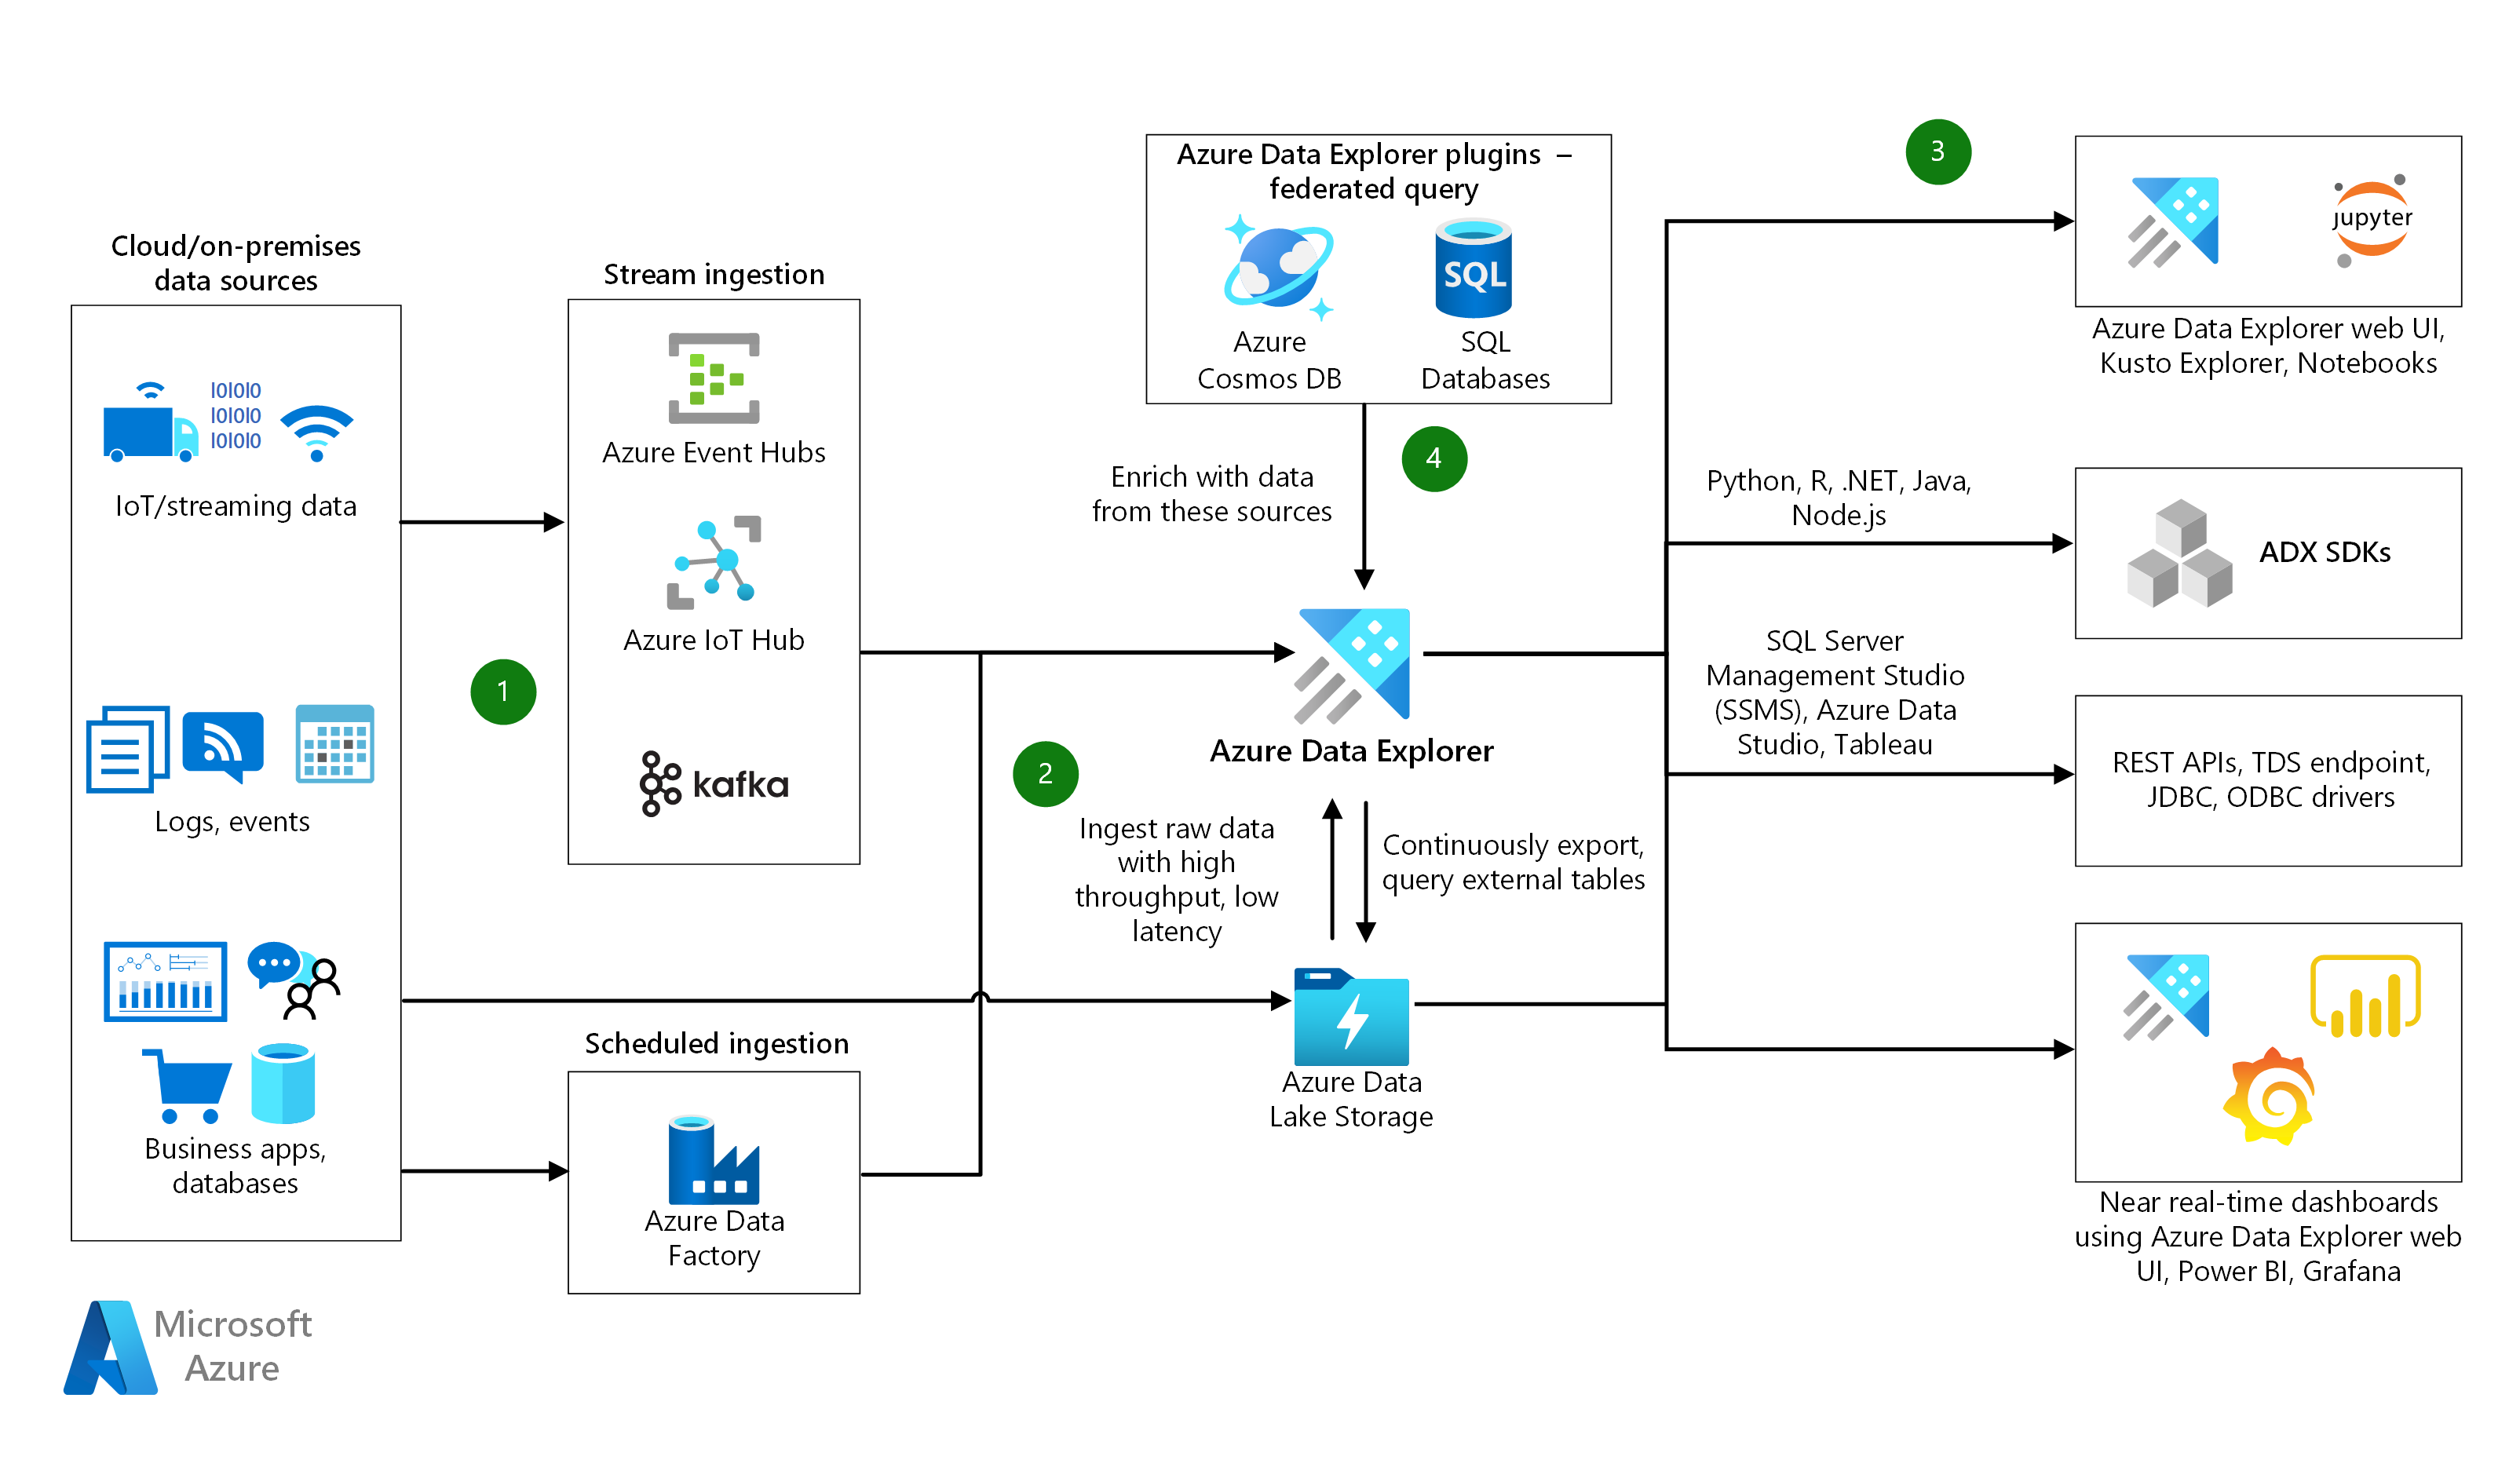 Cloud/on-premises
data sources
IoIoIo
IoIoIo
IoIoIo
IoT/streaming data
Logs, events
Business apps,
databases
Microsoft
Azure
Stream ingestion
Azure Event Hubs
Azure IoT Hub
kafka
1
Scheduled ingestion
Azure Data
Factory
Azure Data Explorer plugins –
federated query
Azure
Cosmos DB
SQL
SQL
Databases
4
Enrich with data
from these sources
Azure Data Explorer
2
Ingest raw data
with high
throughput, low
latency
Continuously export,
query external tables
Azure Data
Lake Storage
3
Jupyter
Azure Data Explorer web UI,
Kusto Explorer, Notebooks
Python, R, .NET, Java,
Node.js
ADX SDKs
SQL Server
Management Studio
(SSMS), Azure Data
Studio, Tableau
REST APIs, TDS endpoint,
JDBC, ODBC drivers
Near real-time dashboards
using Azure Data Explorer web
UI, Power BI, Grafana